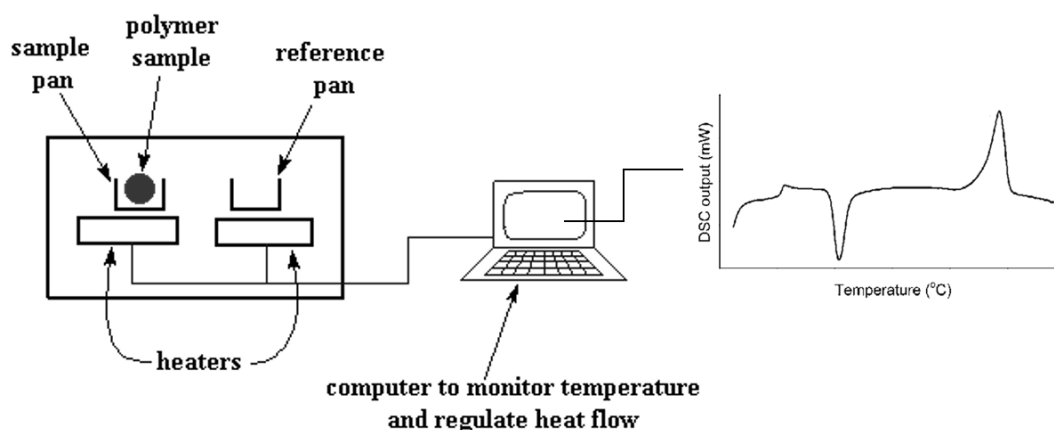 polymer
sample
sample
pan
reference
pan
heaters
computer to monitor temperature
and regulate heat flow
DSC output (mW)
Temperature (°C)